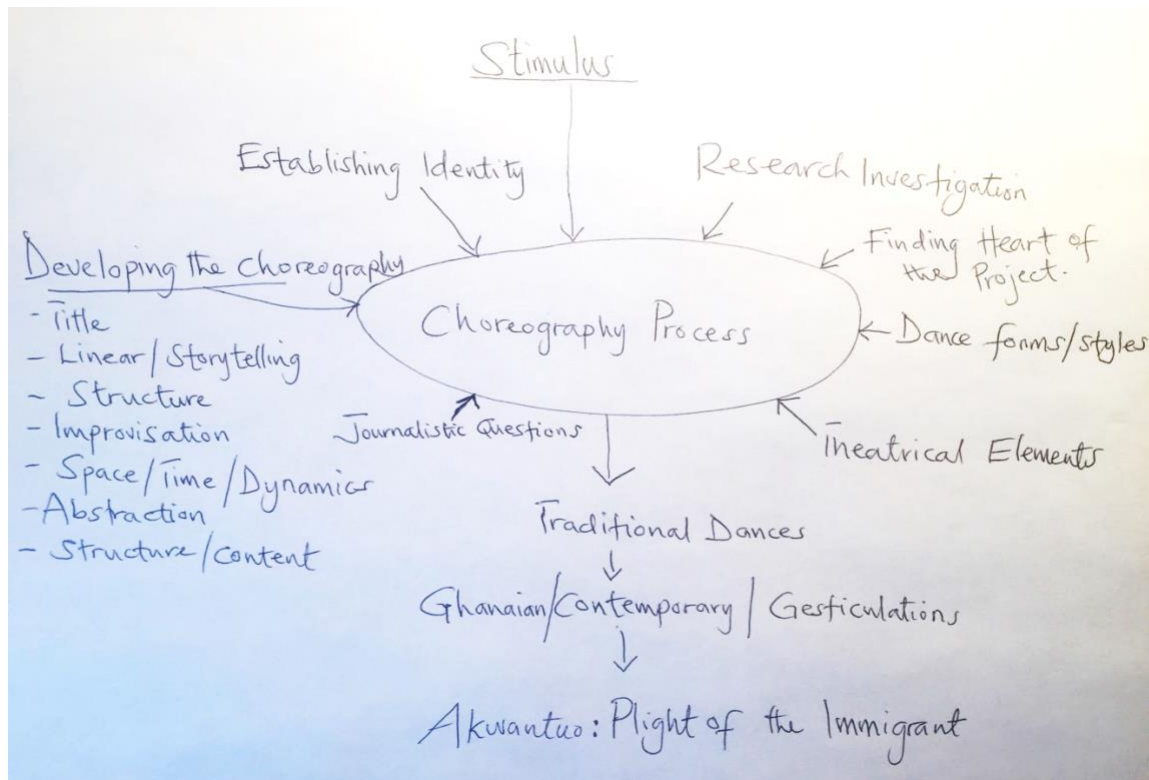 Stimulus
Establishing Identity
Research Investigation
Finding Heart of
the Project.
Developing the Choreography
- Title
- Linear/Storytelling
- Structure
- Improvisation
- Space/Time/Dynamics
- Abstraction
- Structure/content
Choreography Process
Dance forms/styles
Journalistic Questions
Theatrical Elements
Traditional Dances
Ghanaian/Contemporary/Gesticulations
Akwantuo: Plight of the Immigrant